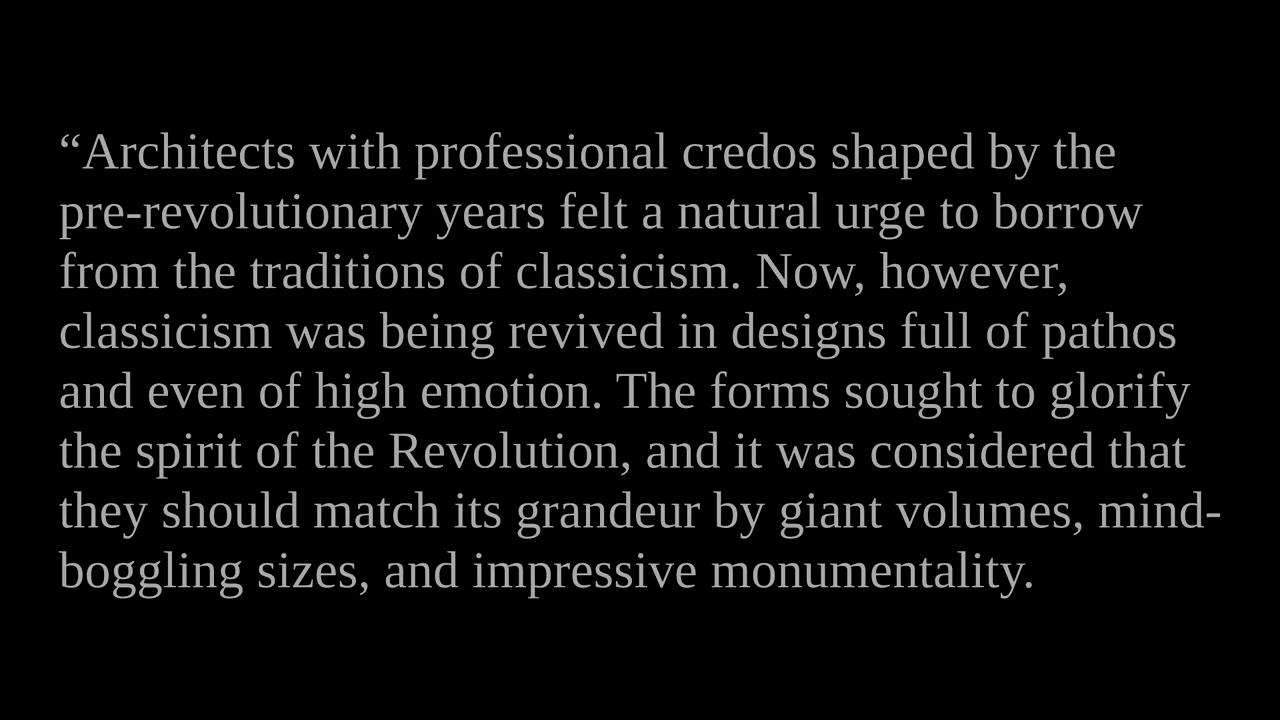 “Architects with professional credos shaped by the
pre-revolutionary years felt a natural urge to borrow
from the traditions of classicism. Now, however,
classicism was being revived in designs full of pathos
and even of high emotion. The forms sought to glorify
the spirit of the Revolution, and it was considered that
they should match its grandeur by giant volumes, mind-
boggling sizes, and impressive monumentality.